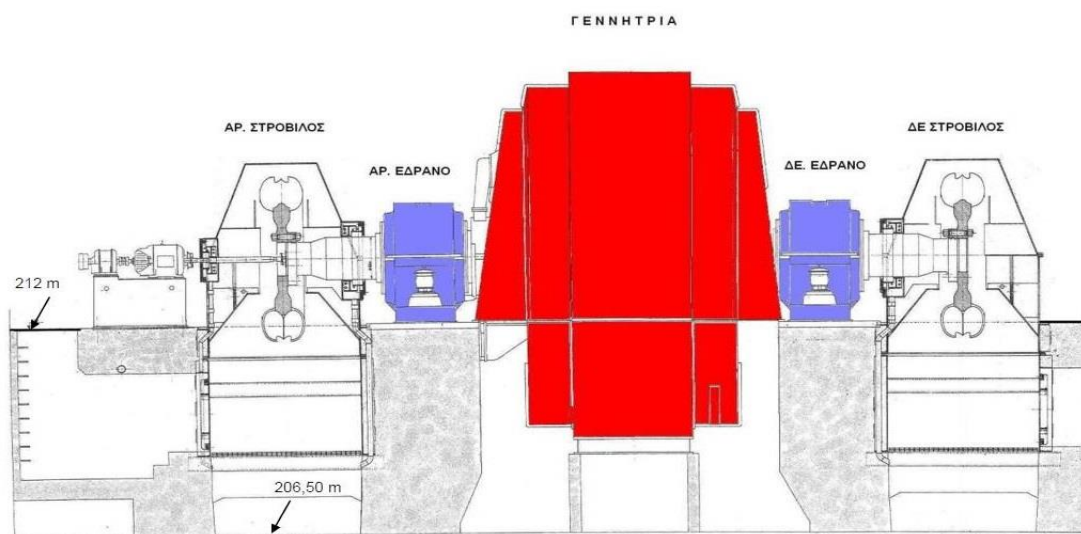 ΓΕΝΝΗΤΡΙΑ
ΑΡ. ΣΤΡΟΒΙΛΟΣ
ΔΕ ΣΤΡΟΒΙΛΟΣ
ΑΡ. ΕΔΡΑΝΟ
ΔΕ. ΕΔΡΑΝΟ
212 m
206,50 m